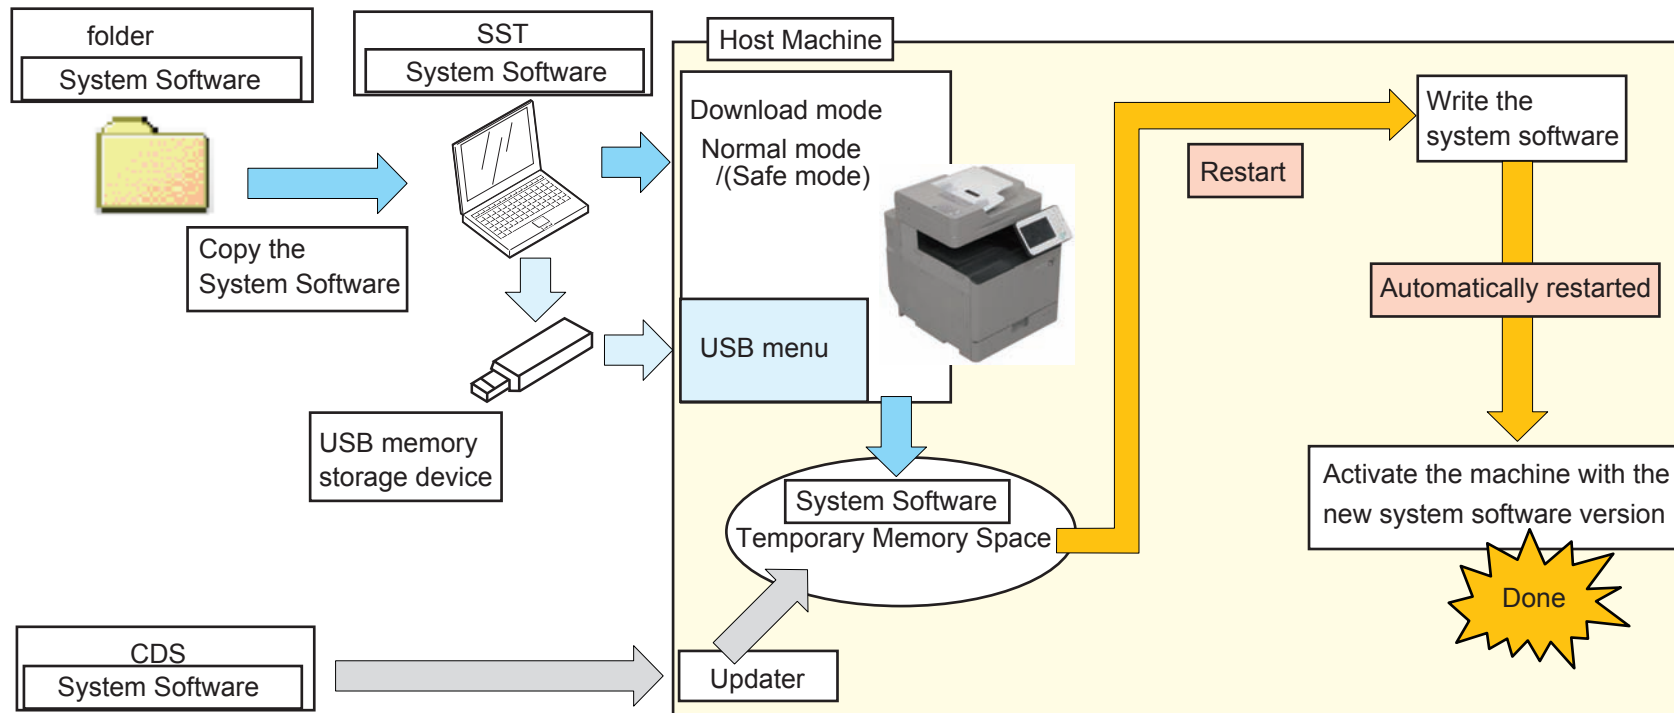 folder
System Software
SST
System Software
Host Machine
Copy the
System Software
Download mode
Normal mode
/(Safe mode)
USB menu
USB memory
storage device
System Software
Temporary Memory Space
CDS
System Software
Updater
Restart
Write the
system software
Automatically restarted
Activate the machine with the
new system software version
Done